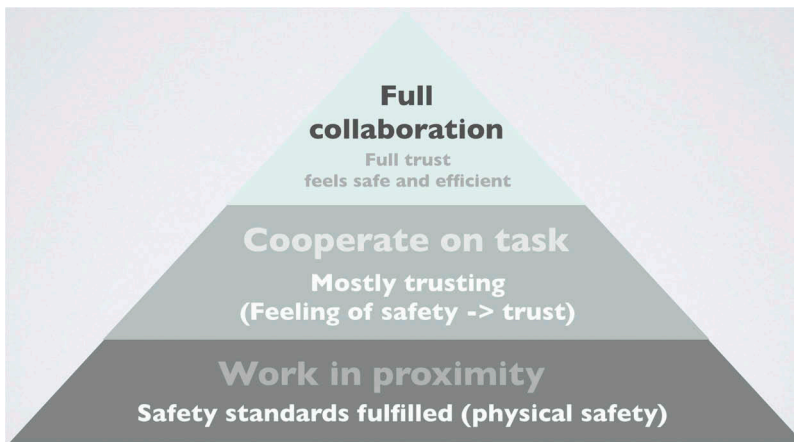 Full
collaboration
Full trust
feels safe and efficient
Cooperate on task
Mostly trusting
(Feeling of safety -> trust)
Work in proximity
Safety standards fulfilled (physical safety)